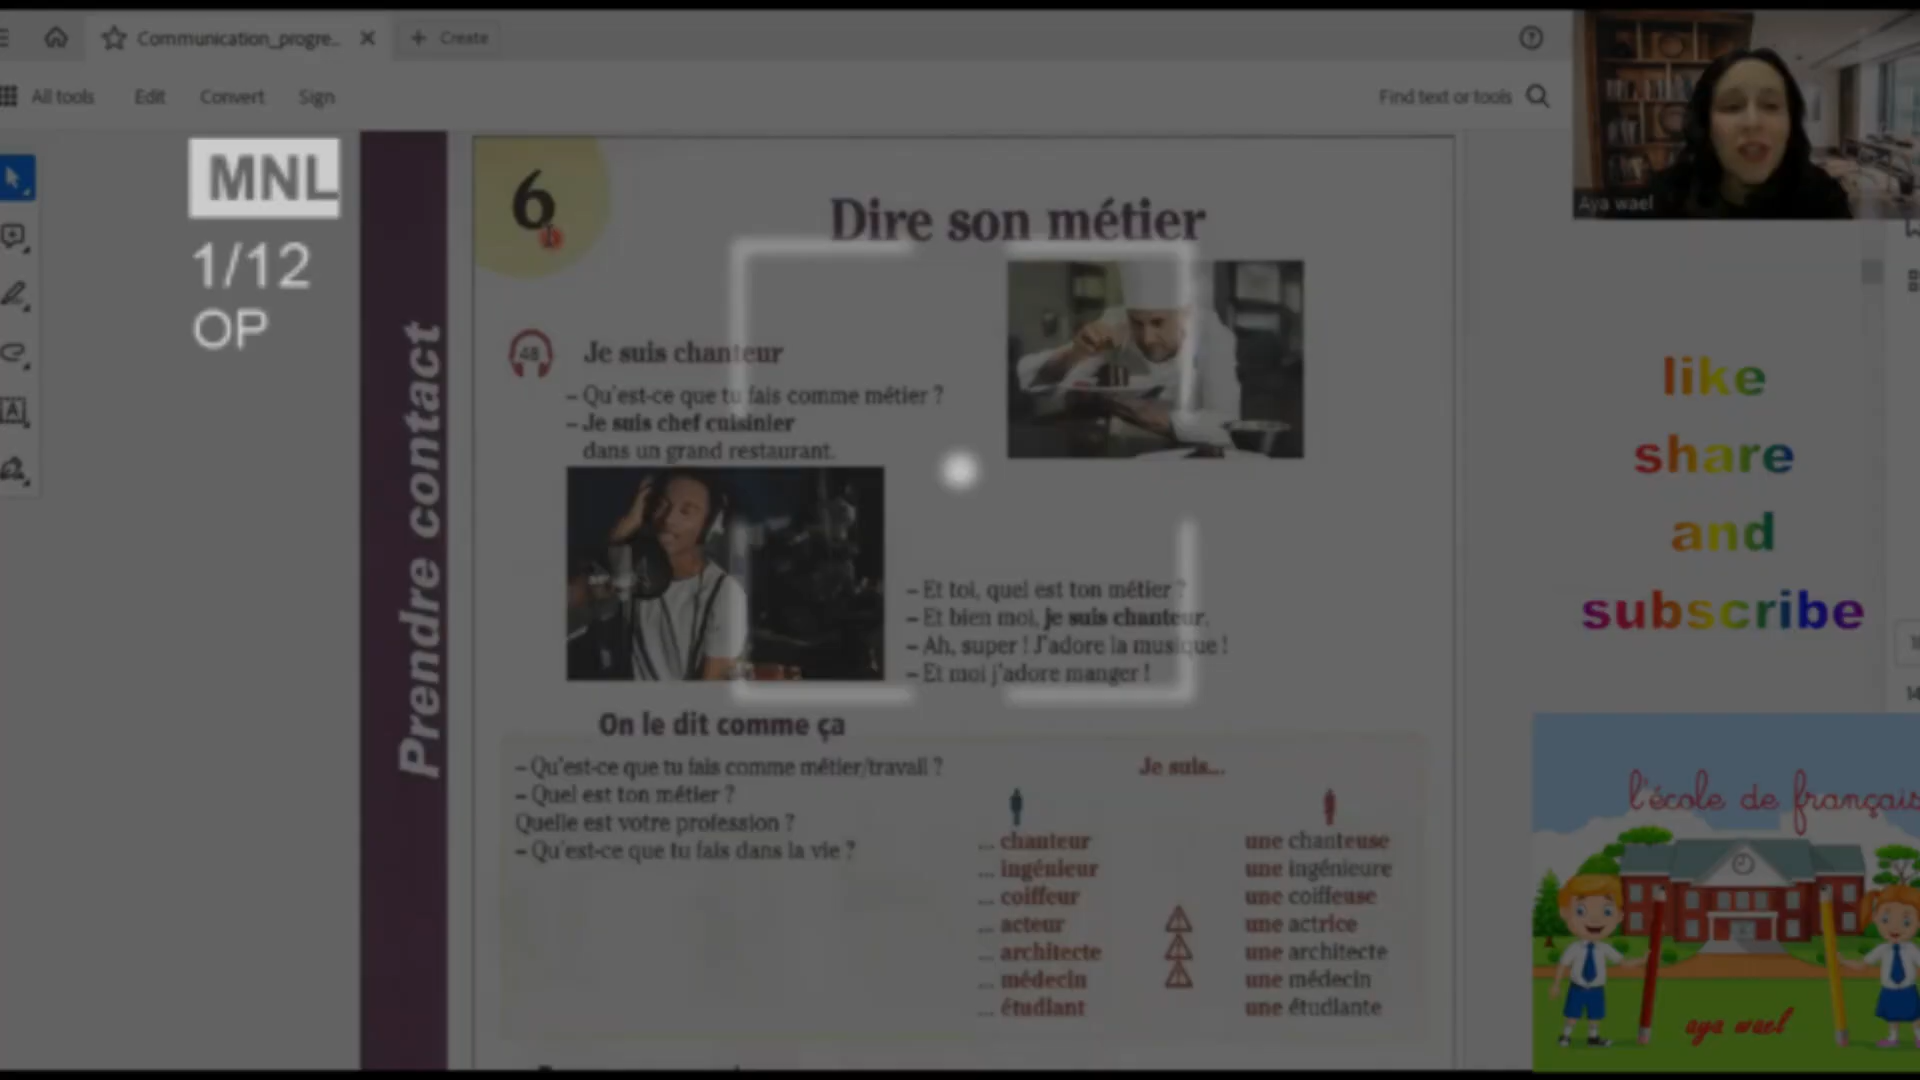 Communication_progre..
Create
All tools
Edit
Convert
Sign
Find text or tools
Aya wael
MNL
1/12
OP
6
Dire son métier
Prendre contact
48
Je suis chanteur
– Qu'est-ce que tu fais comme métier ?
– Je suis chef cuisinier
dans un grand restaurant.
– Et toi, quel est ton métier ?
– Et bien moi, je suis chanteur.
– Ah, super ! J'adore la musique !
– Et moi j'adore manger !
On le dit comme ça
– Qu'est-ce que tu fais comme métier/travail ?
– Quel est ton métier ?
Quelle est votre profession ?
– Qu'est-ce que tu fais dans la vie ?
Je suis...
... chanteur une chanteuse
... ingénieur une ingénieure
... coiffeur une coiffeuse
... acteur une actrice
... architecte une architecte
... médecin une médecin
... étudiant une étudiante
like
share
and
subscribe
l'école de français
aya wael